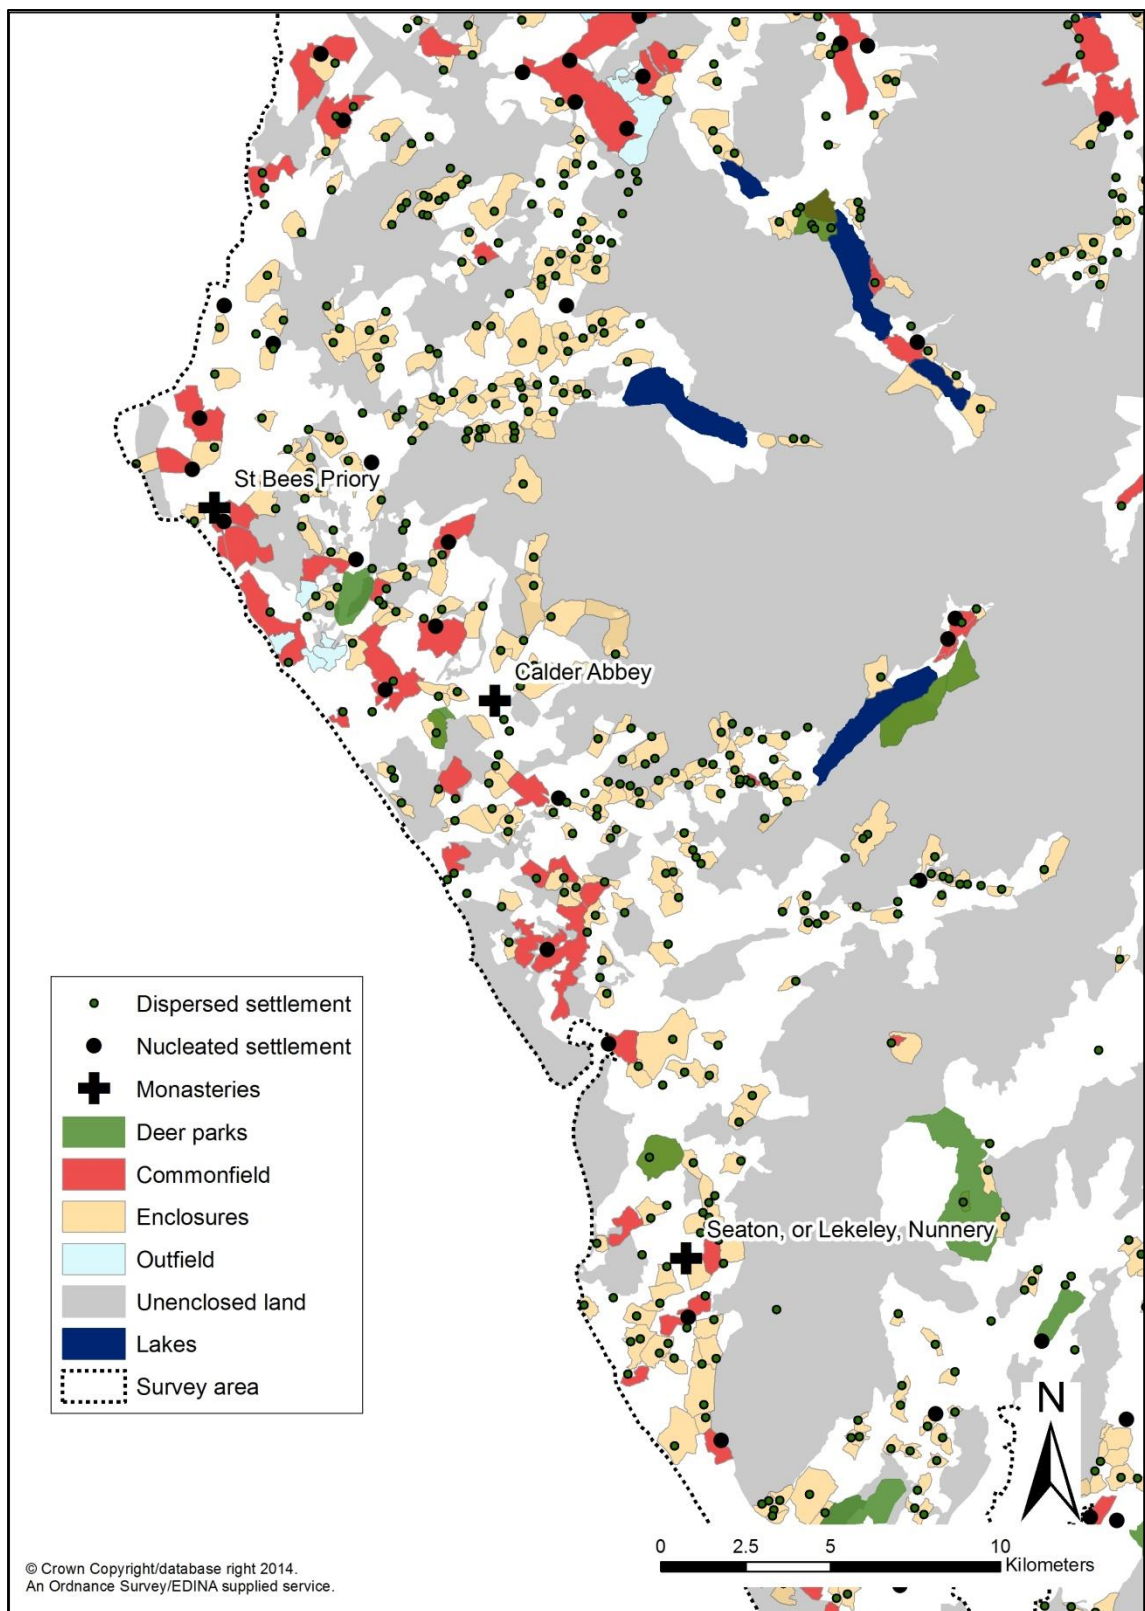 St Bees Priory
Calder Abbey
Seaton, or Lekeley, Nunnery
Dispersed settlement
Nucleated settlement
Monasteries
Deer parks
Commonfield
Enclosures
Outfield
Unenclosed land
Lakes
Survey area
N
0 2.5 5 10
Kilometers
© Crown Copyright/database right 2014.
An Ordnance Survey/EDINA supplied service.